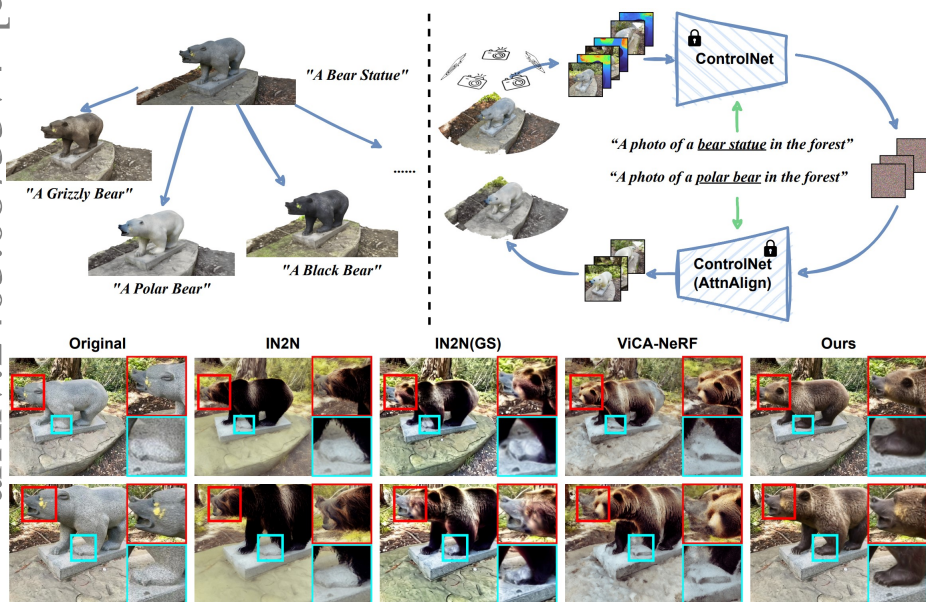 "A Bear Statue"
"A Grizzly Bear"
"A Polar Bear"
"A Black Bear"
......
ControlNet
“A photo of a bear statue in the forest”
“A photo of a polar bear in the forest”
ControlNet
(AttnAlign)
Original IN2N IN2N(GS) ViCA-NeRF Ours